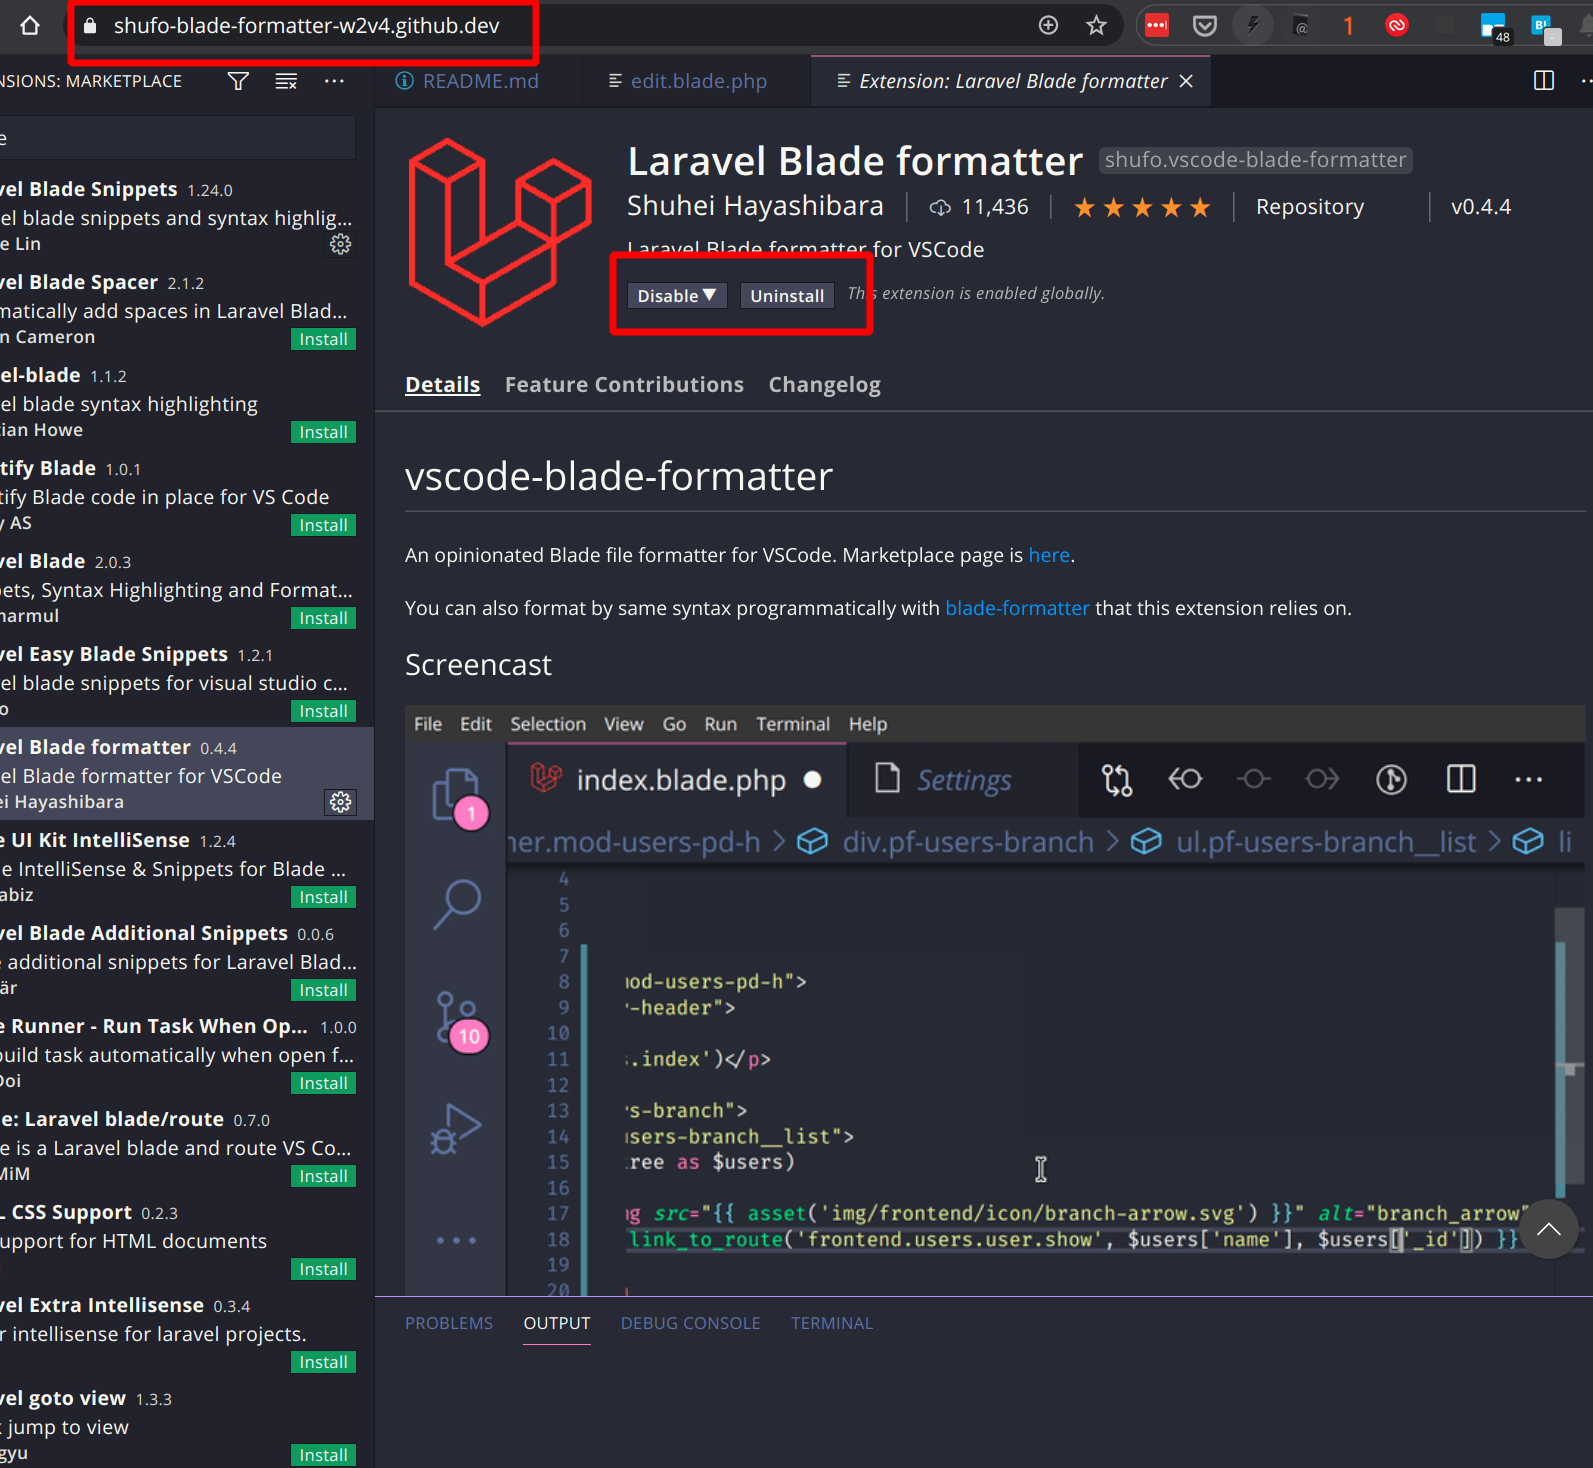 shufo-blade-formatter-w2v4.github.dev
1
48
NSIONS: MARKETPLACE
README.md
edit.blade.php
Extension: Laravel Blade formatter
e
vel Blade Snippets 1.24.0
el blade snippets and syntax highlig...
e Lin
vel Blade Spacer 2.1.2
matically add spaces in Laravel Blad...
n Cameron
Install
el-blade 1.1.2
el blade syntax highlighting
ian Howe
Install
tify Blade 1.0.1
tify Blade code in place for VS Code
y AS
Install
vel Blade 2.0.3
ets, Syntax Highlighting and Format...
harmul
Install
vel Easy Blade Snippets 1.2.1
el blade snippets for visual studio c...
o
Install
vel Blade formatter 0.4.4
el Blade formatter for VSCode
ei Hayashibara
e UI Kit IntelliSense 1.2.4
e IntelliSense & Snippets for Blade ...
abiz
Install
vel Blade Additional Snippets 0.0.6
e additional snippets for Laravel Blad...
är
Install
e Runner - Run Task When Op... 1.0.0
build task automatically when open f...
Doi
Install
e: Laravel blade/route 0.7.0
e is a Laravel blade and route VS Co...
MiM
Install
L CSS Support 0.2.3
upport for HTML documents
Install
vel Extra Intellisense 0.3.4
r intellisense for laravel projects.
Install
vel goto view 1.3.3
k jump to view
gyu
Install
Laravel Blade formatter shufo.vscode-blade-formatter
Shuhei Hayashibara 11,436 ★★★★★ Repository v0.4.4
Laravel Blade formatter for VSCode
Disable▼ Uninstall This extension is enabled globally.
Details Feature Contributions Changelog
vscode-blade-formatter
An opinionated Blade file formatter for VSCode. Marketplace page is here.
You can also format by same syntax programmatically with blade-formatter that this extension relies on.
Screencast
File Edit Selection View Go Run Terminal Help
1
10
index.blade.php ● Settings
ner.mod-users-pd-h > div.pf-users-branch > ul.pf-users-branch__list > li
4
5
6
7
8 mod-users-pd-h">
9 -header">
10
11 .index')</p>
12
13 rs-branch">
14 users-branch__list">
15 ree as $users)
16
17 mg src="{{ asset('img/frontend/icon/branch-arrow.svg') }}" alt="branch_arrow"
18 link_to_route('frontend.users.user.show', $users['name'], $users['_id']) }}
19
20
PROBLEMS OUTPUT DEBUG CONSOLE TERMINAL